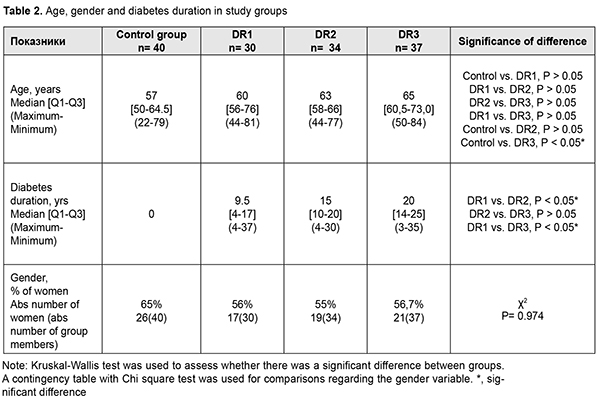 Table 2. Age, gender and diabetes duration in study groups
Показники
Control group
n= 40
DR1
n= 30
DR2
n= 34
DR3
n= 37
Significance of difference
Age, years
Median [Q1-Q3]
(Maximum-
Minimum)
57
[50-64.5]
(22-79)
60
[56-76]
(44-81)
63
[58-66]
(44-77)
65
[60,5-73,0]
(50-84)
Control vs. DR1, P > 0.05
DR1 vs. DR2, P > 0.05
DR2 vs. DR3, P > 0.05
DR1 vs. DR3, P > 0.05
Control vs. DR2, P > 0.05
Control vs. DR3, P < 0.05*
Diabetes
duration, yrs
Median [Q1-Q3]
(Maximum-
Minimum)
0
9.5
[4-17]
(4-37)
15
[10-20]
(4-30)
20
[14-25]
(3-35)
DR1 vs. DR2, P < 0.05*
DR2 vs. DR3, P > 0.05
DR1 vs. DR3, P < 0.05*
Gender,
% of women
Abs number of
women (abs
number of group
members)
65%
26(40)
56%
17(30)
55%
19(34)
56,7%
21(37)
χ²
P= 0.974
Note: Kruskal-Wallis test was used to assess whether there was a significant difference between groups.
A contingency table with Chi square test was used for comparisons regarding the gender variable. *, sig-
nificant difference